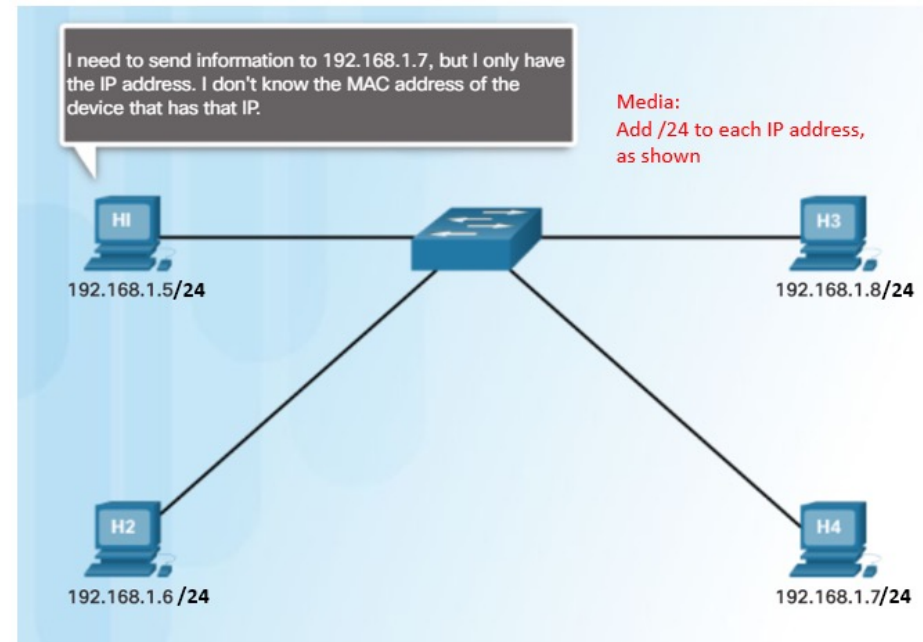 I need to send information to 192.168.1.7, but I only have
the IP address. I don't know the MAC address of the
device that has that IP.
Media:
Add /24 to each IP address,
as shown
H1
H3
192.168.1.5/24
192.168.1.8/24
H2
H4
192.168.1.6 /24
192.168.1.7/24